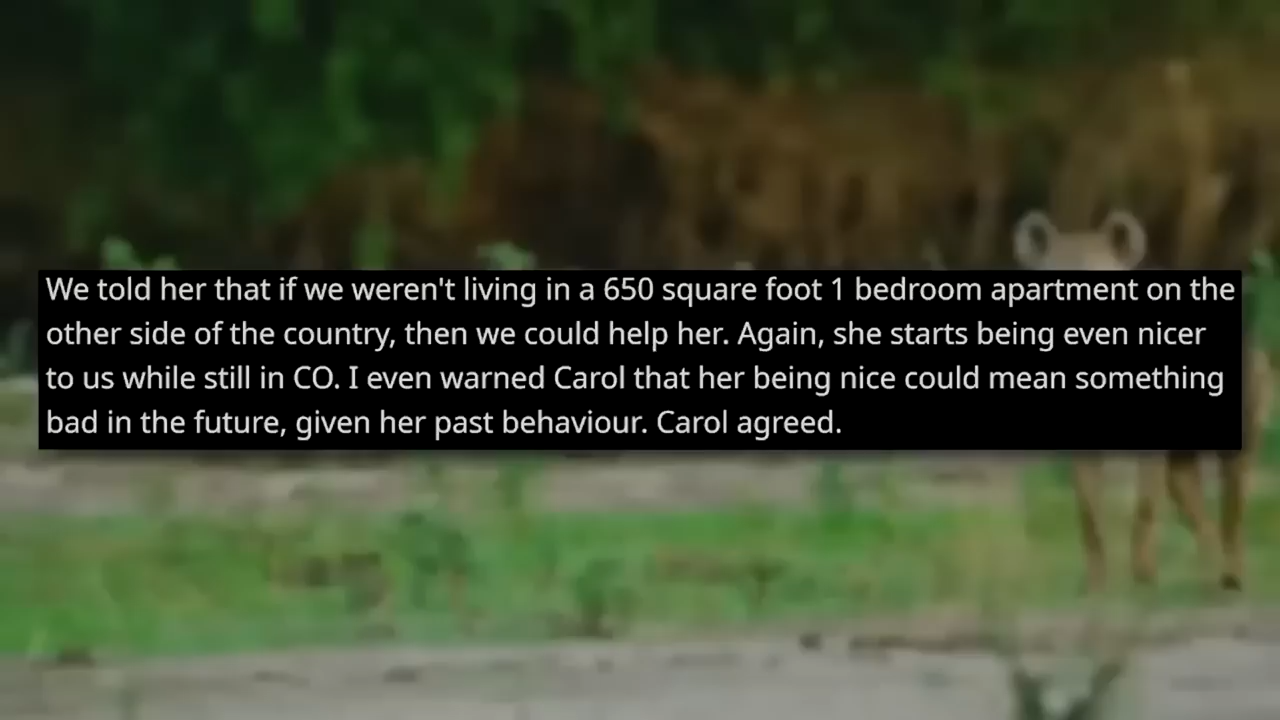 We told her that if we weren't living in a 650 square foot 1 bedroom apartment on the
other side of the country, then we could help her. Again, she starts being even nicer
to us while still in CO. I even warned Carol that her being nice could mean something
bad in the future, given her past behaviour. Carol agreed.